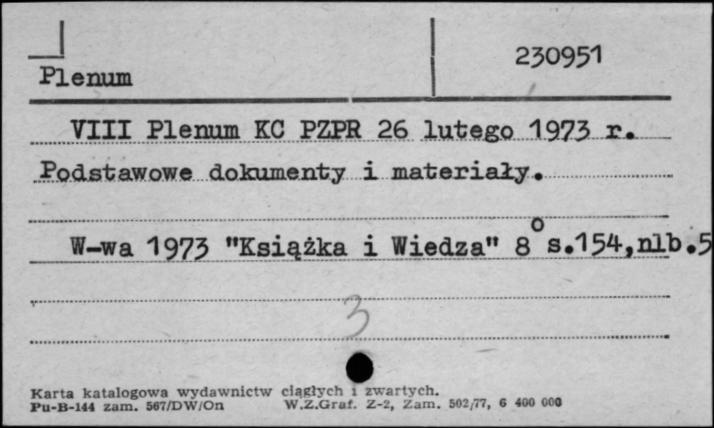 230951
Plenum
VIII Plenum KC PZPR 26 lutego 1973 r.
Podstawowe dokumenty i materiały.
W-wa 1973 "Książka i Wiedza" 8° s.154,nlb.5
3
Karta katalogowa wydawnictw ciągłych i zwartych.
Pu-B-144 zam. 567/DW/On W.Z.Graf. Z-2, Zam. 502/77, 6 400 000